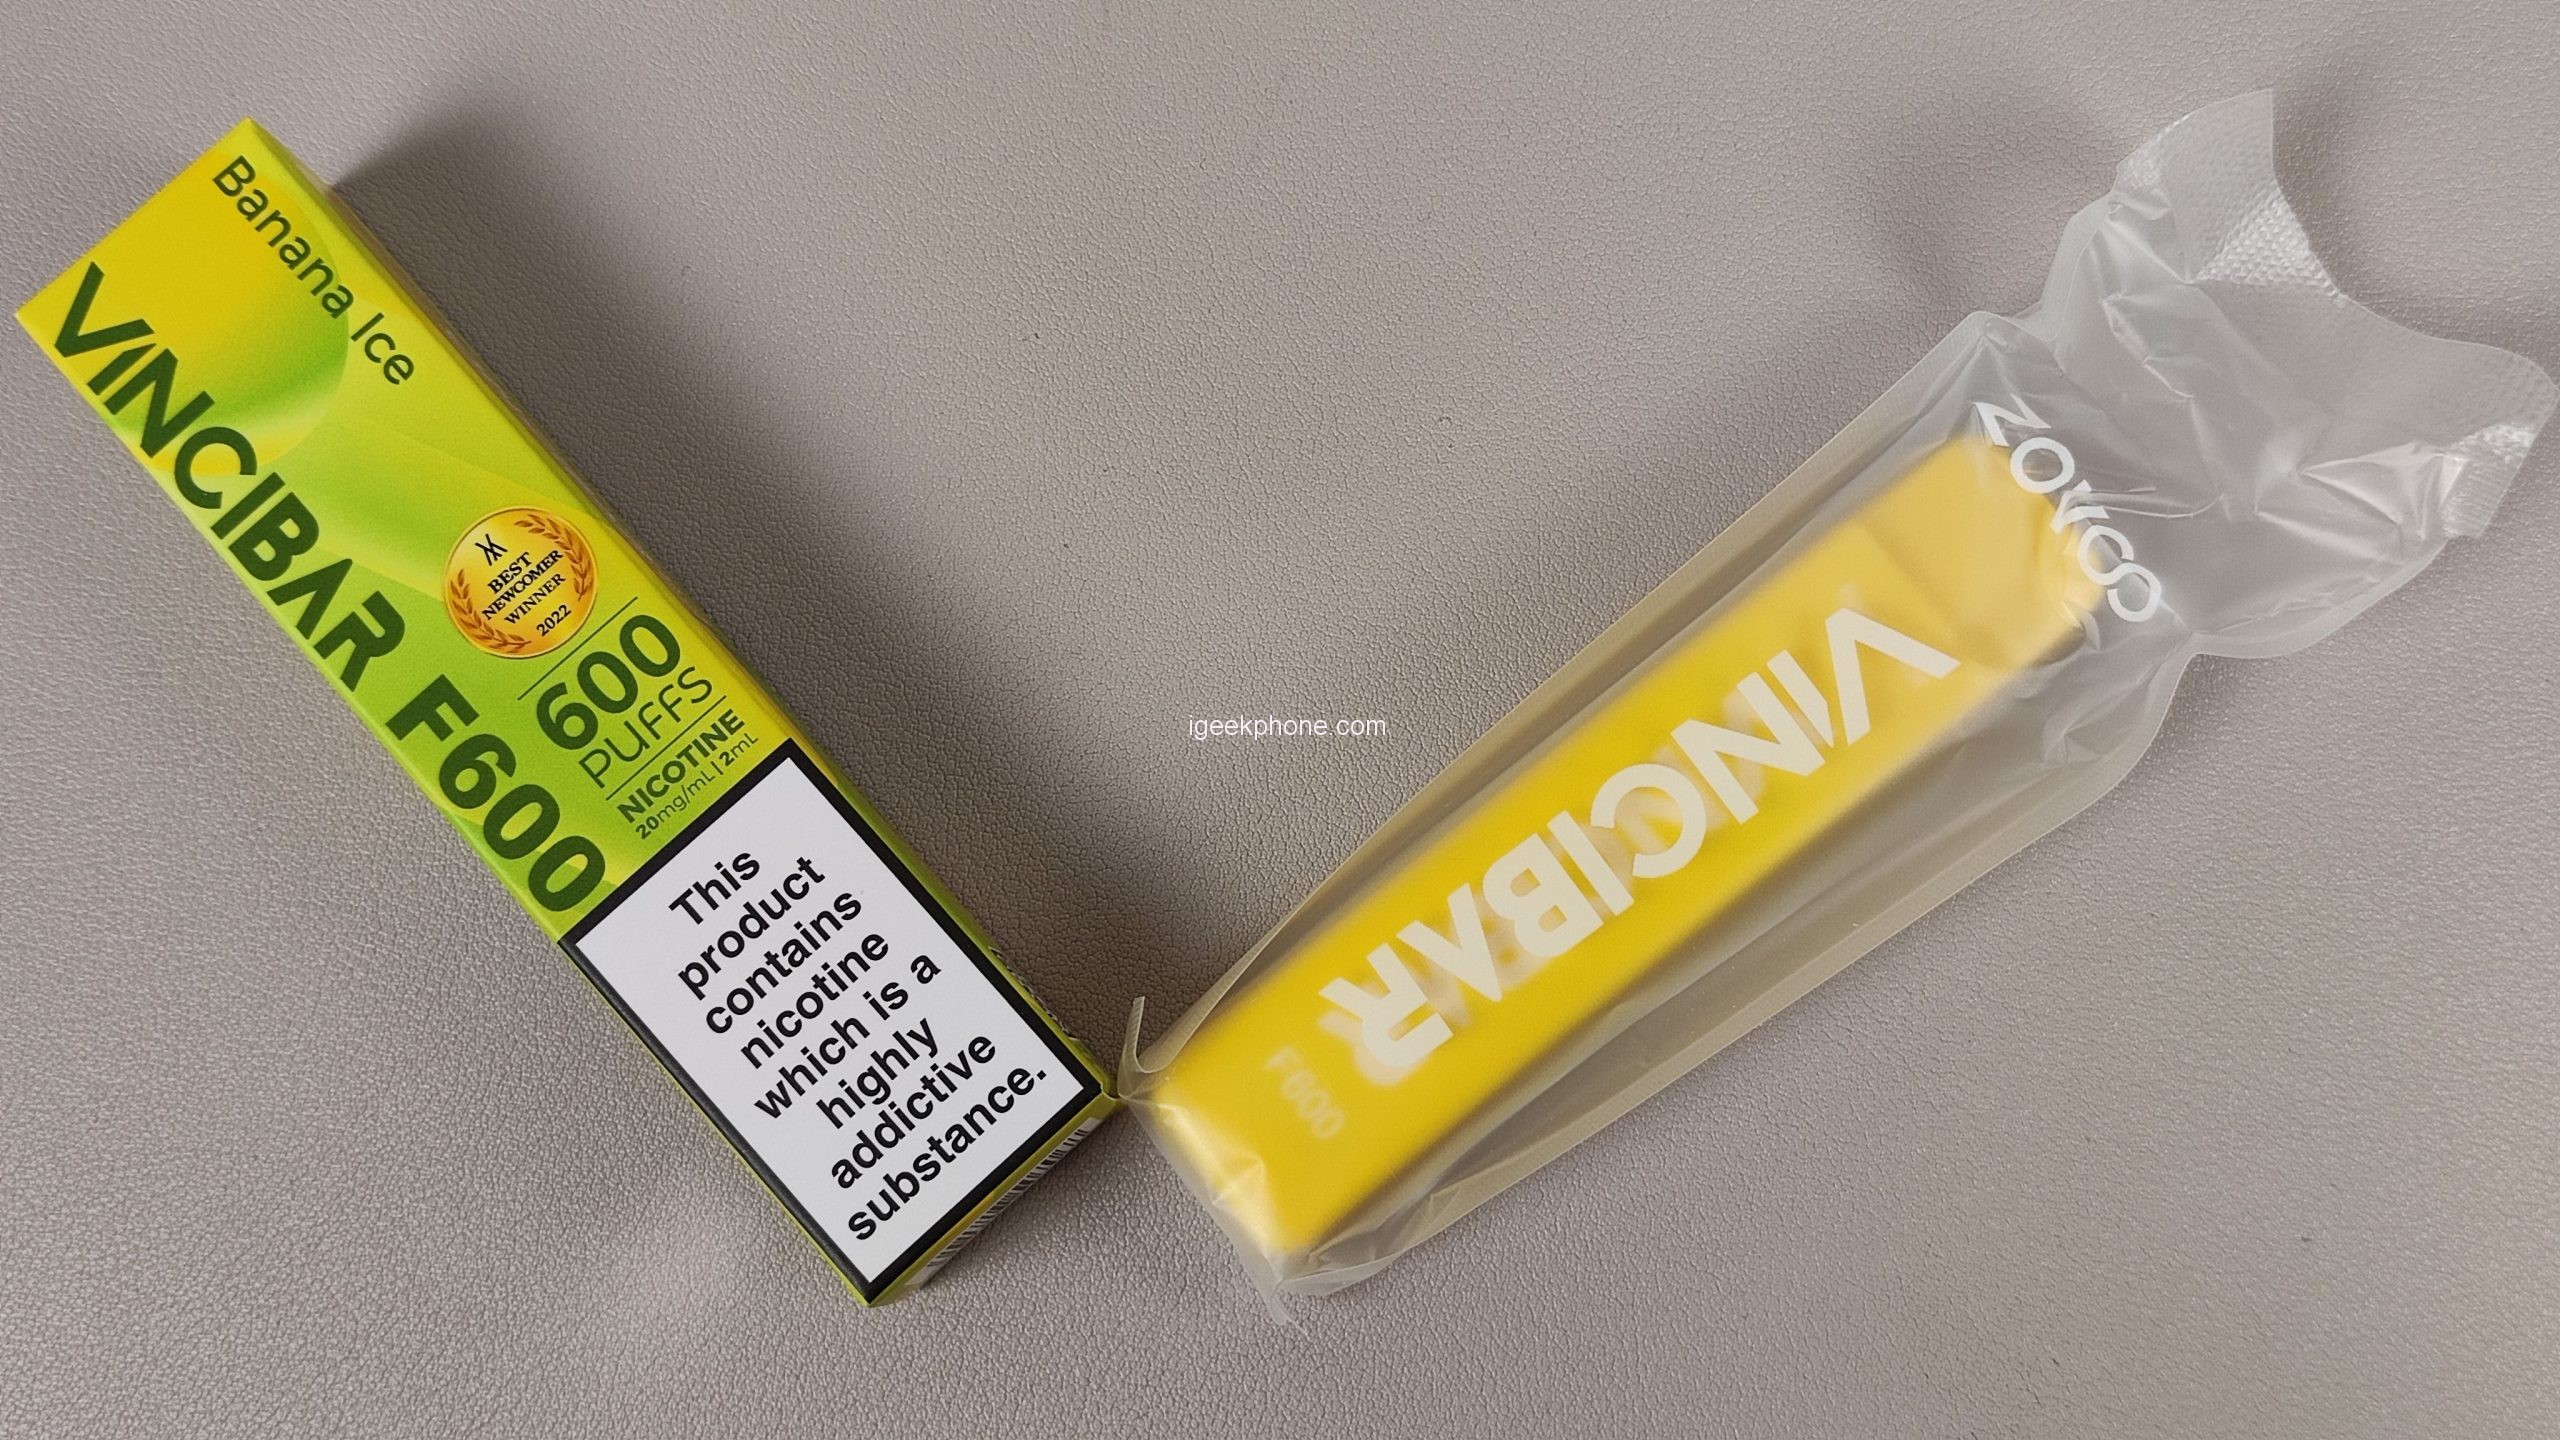 Banana Ice
VINCIBAR F600
BEST
NEWCOMER
WINNER
2022
600
PUFFS
NICOTINE
20mg/mL | 2mL
This
product
contains
nicotine
which is a
highly
addictive
substance.
igeekphone.com
ZOVOO
VINCIBAR
F600